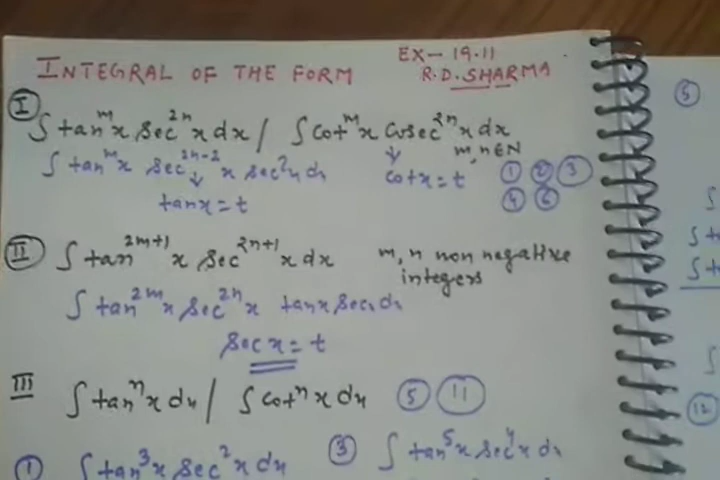 INTEGRAL OF THE FORM EX-19.11 R.D.SHARMA
I
∫ tan^m x sec^2n x dx / ∫ cot^m x cosec^2n x dx
m, n ∈ N
∫ tan^m x sec^2n-2 x sec^2 x dx cot x = t ① ② ③
tan x = t ④ ⑥
II ∫ tan^2m+1 x sec^2n+1 x dx m, n non negative
integers
∫ tan^2m x sec^2n x tan x sec x dx
sec x = t
III ∫ tan^n x dx / ∫ cot^n x dx ⑤ ⑪
① ∫ tan^3 x sec^2 x dx ③ ∫ tan^5 x sec^4 x dx
⑤
⑫